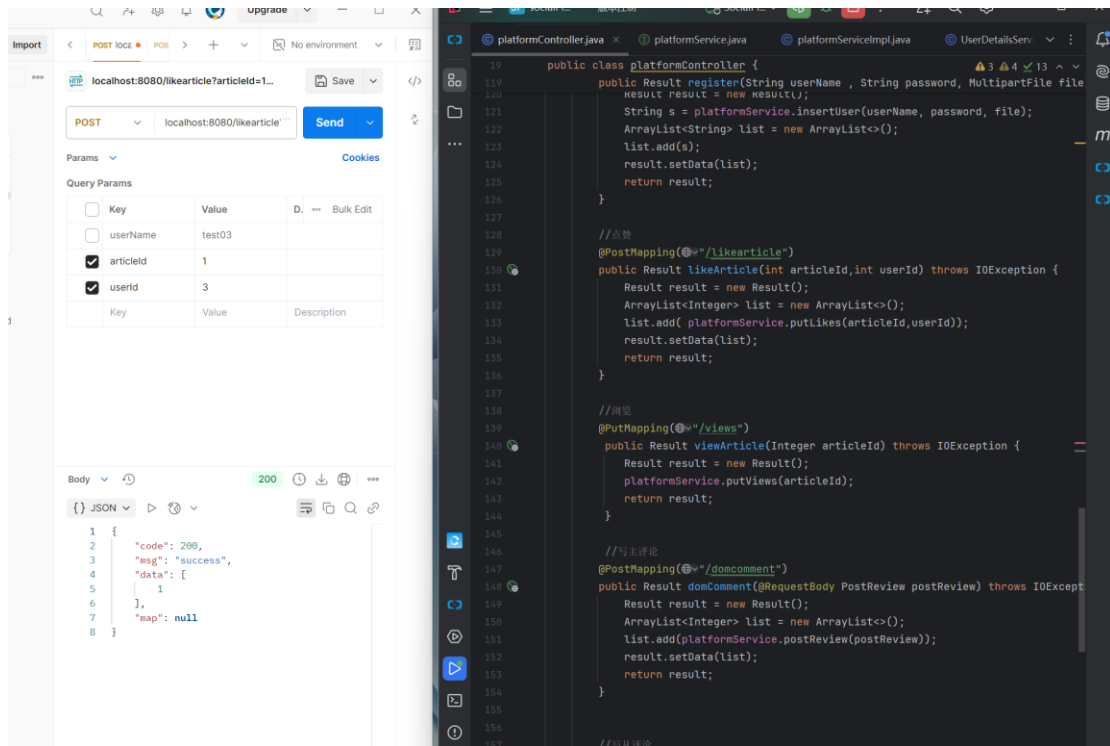 Upgrade
Import
POST loca
POS
No environment
HTTP localhost:8080/likearticle?articleId=1...
Save
POST
localhost:8080/likearticle'...
Send
Params
Cookies
Query Params
Key Value D. ... Bulk Edit
userName test03
articleId 1
userId 3
Key Value Description
Body
200
{} JSON
1 {
2 "code": 200,
3 "msg": "success",
4 "data": [
5 1
6 ],
7 "map": null
8 }
platformController.java
platformService.java
platformServiceImpl.java
UserDetailsServ
3 4 13
19 public class platformController {
119 public Result register(String userName , String password, MultipartFile file
120 Result result = new Result();
121 String s = platformService.insertUser(userName, password, file);
122 ArrayList<String> list = new ArrayList<>();
123 list.add(s);
124 result.setData(list);
125 return result;
126 }
127
128 //点赞
129 @PostMapping("/likearticle")
130 public Result likeArticle(int articleId,int userId) throws IOException {
131 Result result = new Result();
132 ArrayList<Integer> list = new ArrayList<>();
133 list.add( platformService.putLikes(articleId,userId));
134 result.setData(list);
135 return result;
136 }
137
138 //浏览
139 @PutMapping("/views")
140 public Result viewArticle(Integer articleId) throws IOException {
141 Result result = new Result();
142 platformService.putViews(articleId);
143 return result;
144 }
145
146 //写主评论
147 @PostMapping("/domcomment")
148 public Result domComment(@RequestBody PostReview postReview) throws IOExcept
149 Result result = new Result();
150 ArrayList<Integer> list = new ArrayList<>();
151 list.add(platformService.postReview(postReview));
152 result.setData(list);
153 return result;
154 }
155
156